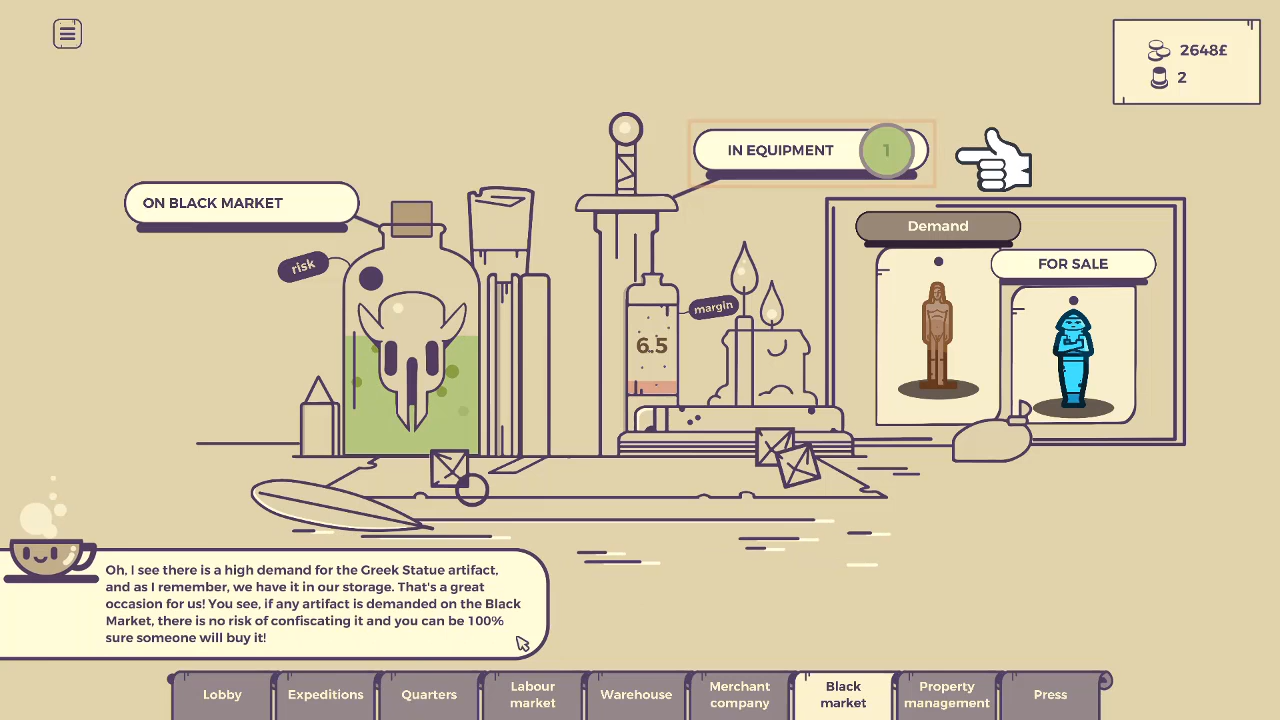 2648£
2
IN EQUIPMENT
1
ON BLACK MARKET
Demand
FOR SALE
risk
margin
6.5
Oh, I see there is a high demand for the Greek Statue artifact,
and as I remember, we have it in our storage. That's a great
occasion for us! You see, if any artifact is demanded on the Black
Market, there is no risk of confiscating it and you can be 100%
sure someone will buy it!
Lobby
Expeditions
Quarters
Labour
market
Warehouse
Merchant
company
Black
market
Property
management
Press